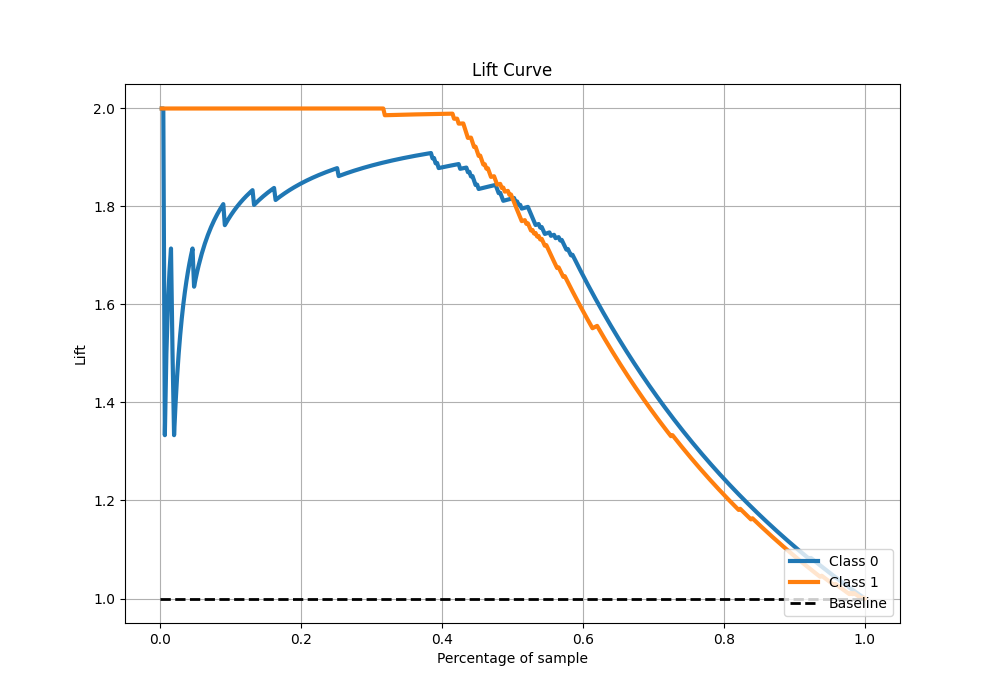 Lift Curve
Lift
2.0
1.8
1.6
1.4
1.2
1.0
0.0 0.2 0.4 0.6 0.8 1.0
Percentage of sample
Class 0
Class 1
Baseline